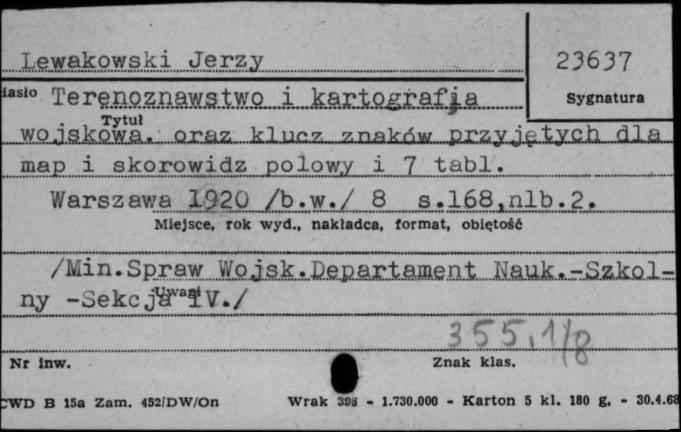 Lewakowski Jerzy
23637
Hasło Terenoznawstwo i kartografja
Sygnatura
Tytuł
wojskowa. oraz klucz znaków przyjętych dla
map i skorowidz polowy i 7 tabl.
Warszawa 1920 /b.w./ 8 s.168,nlb.2.
Miejsce, rok wyd., nakładca, format, objętość
/Min.Spraw Wojsk.Departament Nauk.-Szkol-
Uwagi
ny -Sekcja IV./
355,1/8
Nr inw.
Znak klas.
CWD B 15a Zam. 452/DW/On
Wrak 398 - 1.730.000 - Karton 5 kl. 180 g. - 30.4.68